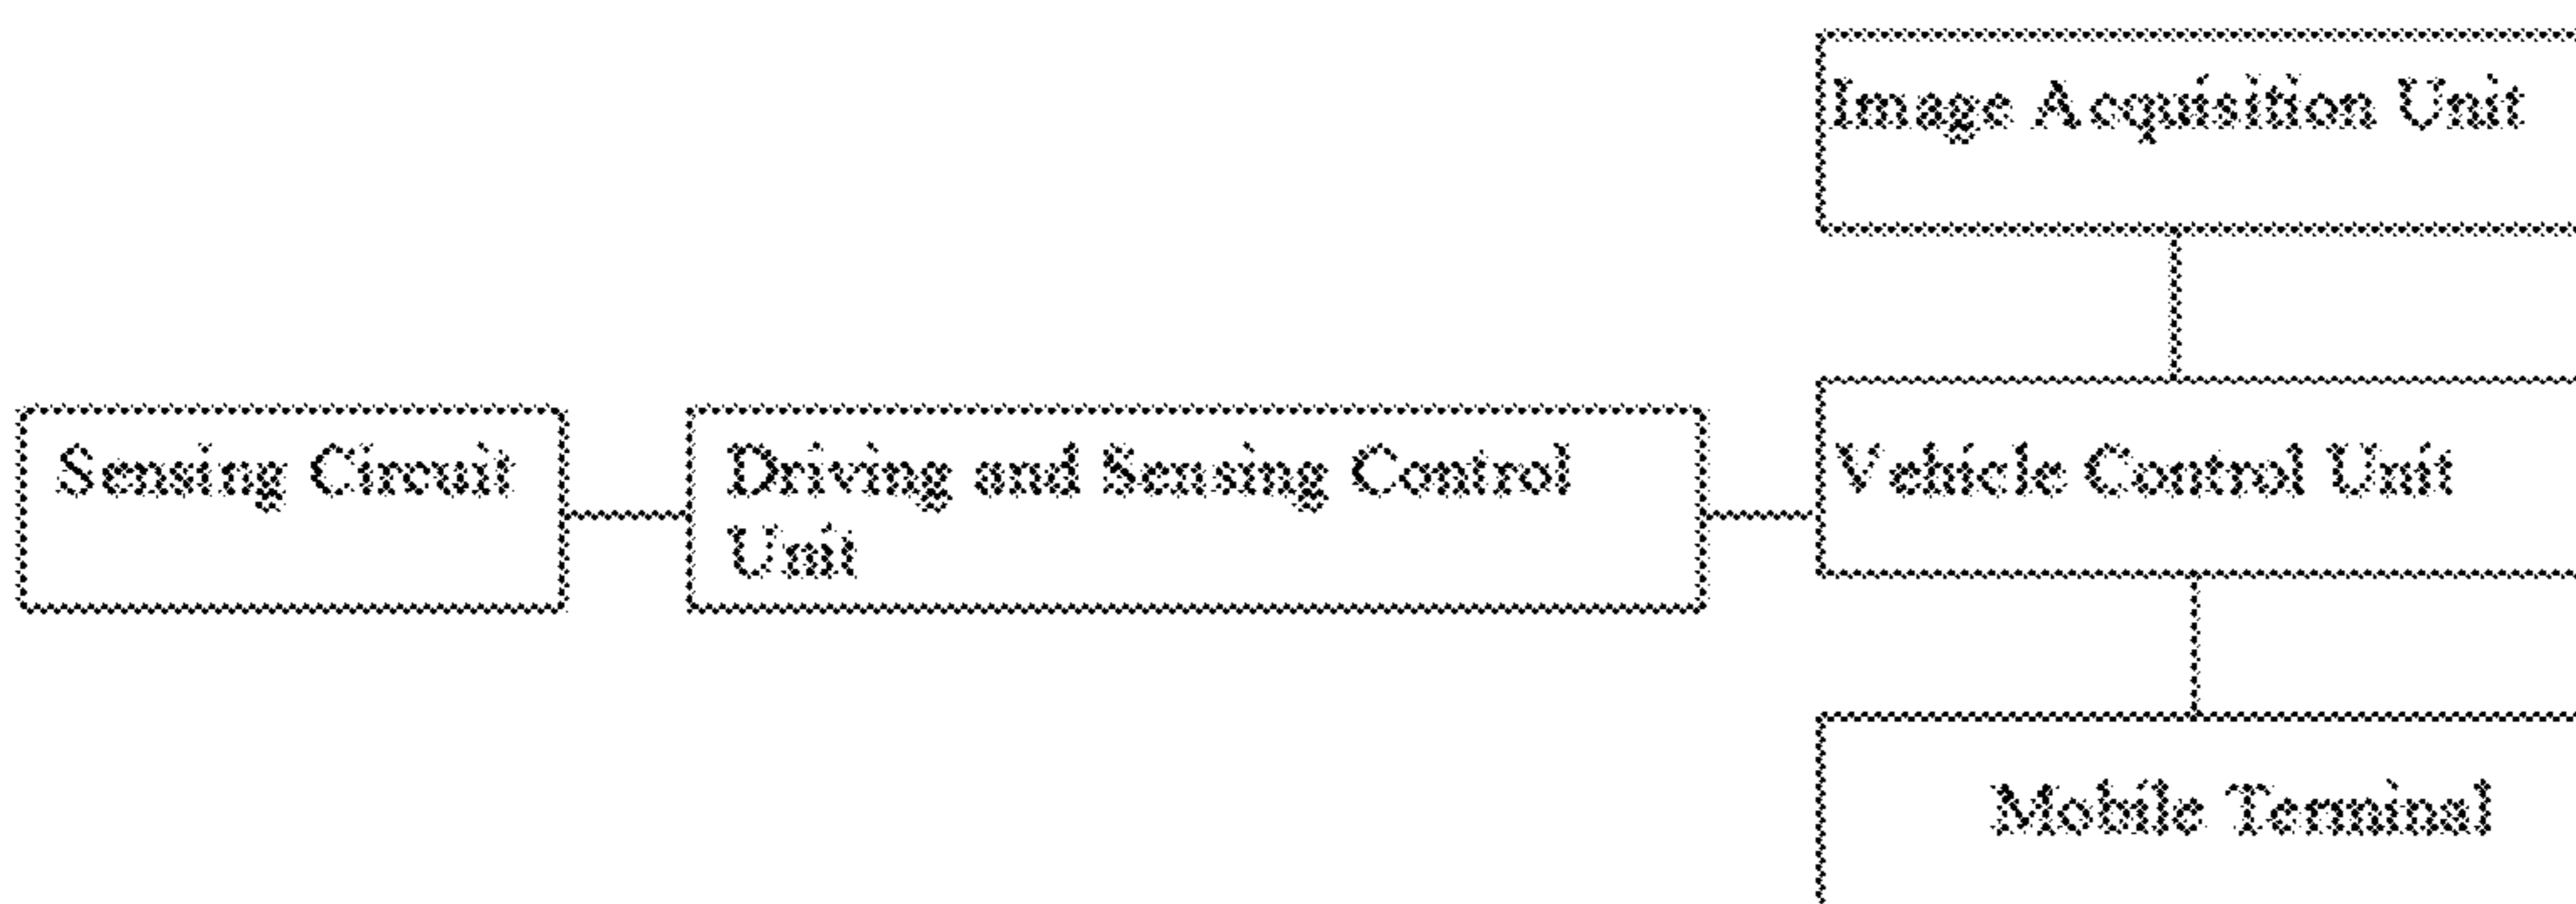 Image Acquisition Unit
Sensing Circuit
Driving and Sensing Control
Unit
Vehicle Control Unit
Mobile Terminal